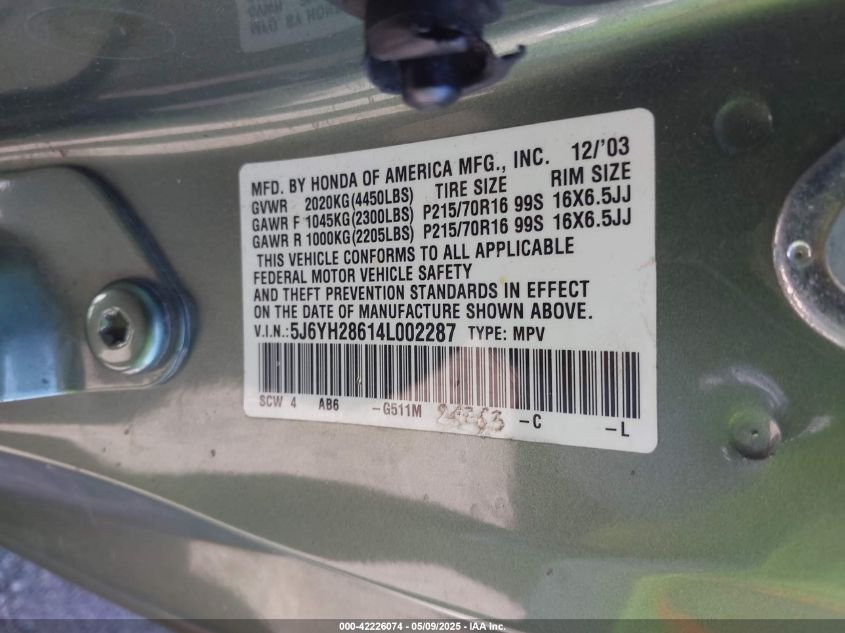 MFD. BY HONDA OF AMERICA MFG., INC. 12/'03
GVWR 2020KG(4450LBS) TIRE SIZE RIM SIZE
GAWR F 1045KG(2300LBS) P215/70R16 99S 16X6.5JJ
GAWR R 1000KG(2205LBS) P215/70R16 99S 16X6.5JJ
THIS VEHICLE CONFORMS TO ALL APPLICABLE
FEDERAL MOTOR VEHICLE SAFETY
AND THEFT PREVENTION STANDARDS IN EFFECT
ON THE DATE OF MANUFACTURE SHOWN ABOVE.
V.I.N.:5J6YH28614L002287 TYPE: MPV
SCW 4 AB6 -G511M -C -L
000-42226074 - 05/09/2025 - IAA Inc.